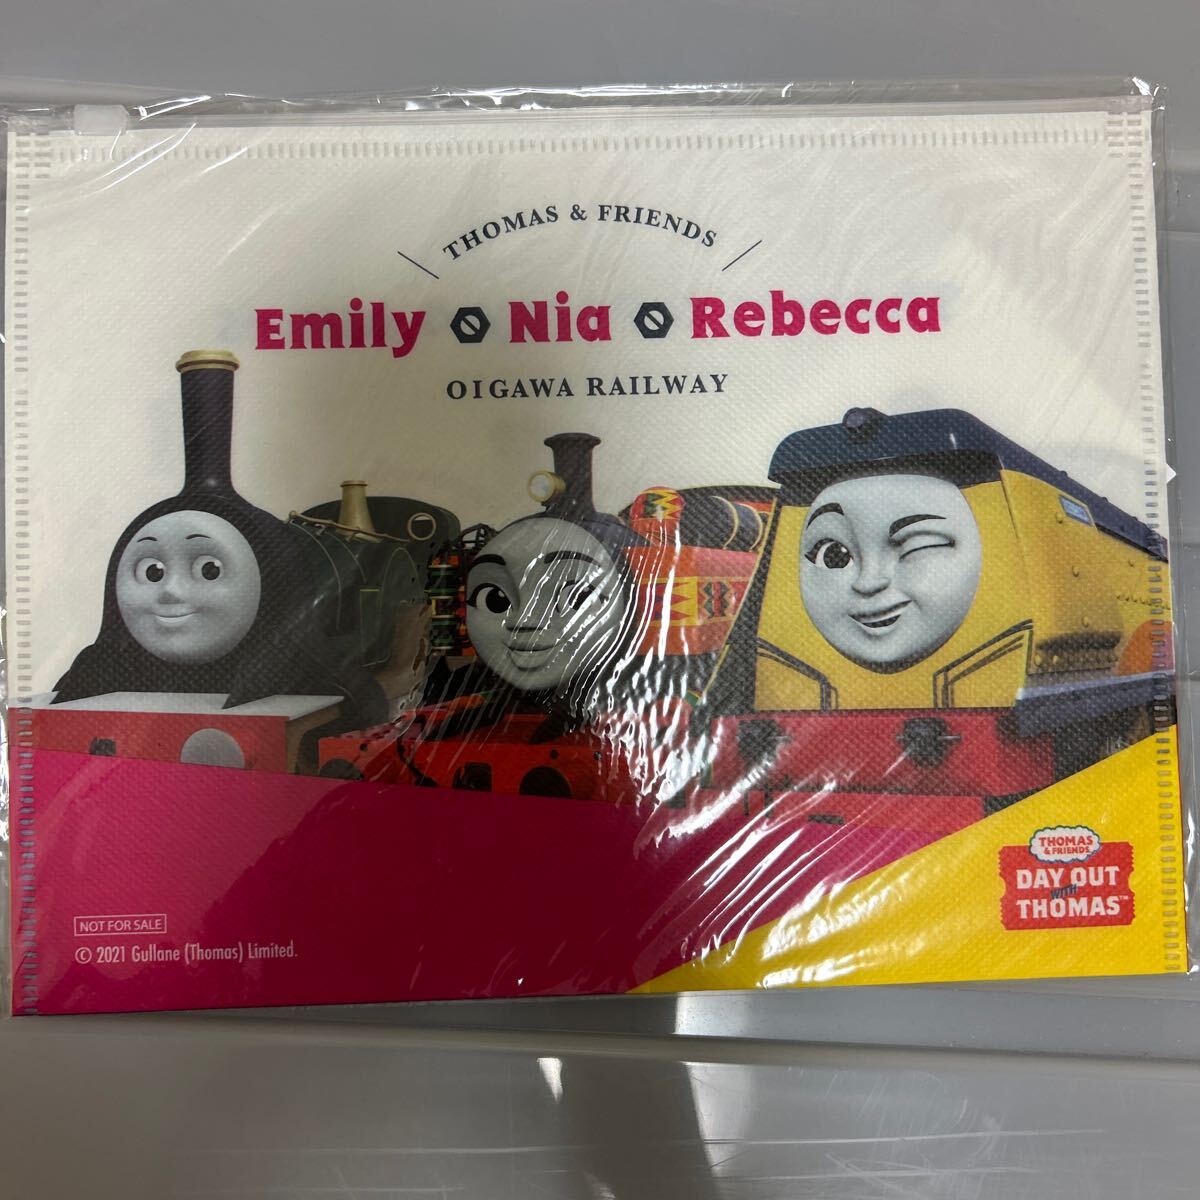 THOMAS & FRIENDS
Emily Nia Rebecca
OIGAWA RAILWAY
THOMAS
& FRIENDS
DAY OUT
WITH
THOMAS™
NOT FOR SALE
© 2021 Gullane (Thomas) Limited.